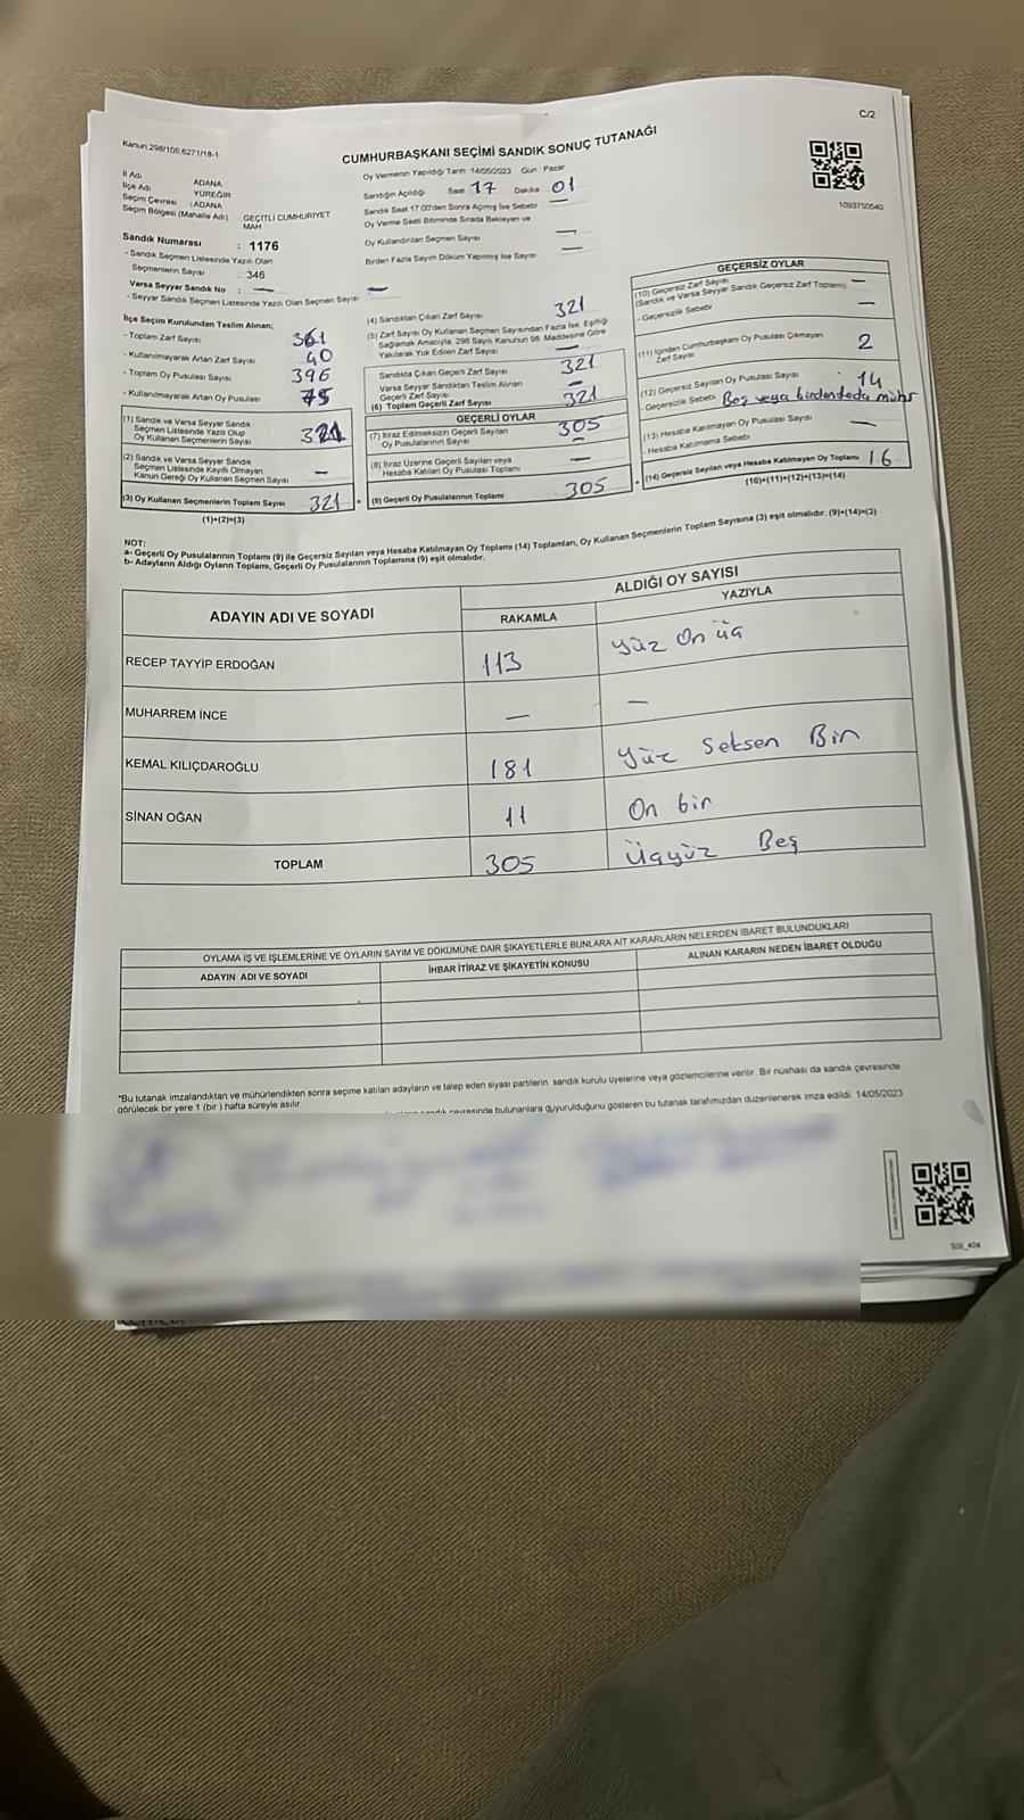 C/2
Kanun:298/106;6271/18-1
CUMHURBAŞKANI SEÇİMİ SANDIK SONUÇ TUTANAĞI
Oy Vermenin Yapıldığı Tarih 14/05/2023 Gün : Pazar
İl Adı ADANA
İlçe Adı YÜREĞİR
Seçim Çevresi : ADANA
Seçim Bölgesi (Mahalle Adı) GEÇİTLİ CUMHURİYET MAH
Sandığın Açıldığı Saat 17 Dakika 01
Sandık Saat 17.00'den Sonra Açılmış İse Sebebi —
Oy Verme Saati Bitiminde Sırada Bekleyen ve
Oy Kullandırılan Seçmen Sayısı —
Birden Fazla Sayım Döküm Yapılmış İse Sayısı —
1093750540
Sandık Numarası : 1176
- Sandık Seçmen Listesinde Yazılı Olan
Seçmenlerin Sayısı : 346
Varsa Seyyar Sandık No : —
- Seyyar Sandık Seçmen Listesinde Yazılı Olan Seçmen Sayısı —
İlçe Seçim Kurulundan Teslim Alınan;
- Toplam Zarf Sayısı 361
- Kullanılmayarak Artan Zarf Sayısı 40
- Toplam Oy Pusulası Sayısı 396
- Kullanılmayarak Artan Oy Pusulası 75
(1) Sandık ve Varsa Seyyar Sandık
Seçmen Listesinde Yazılı Olup
Oy Kullanan Seçmenlerin Sayısı 321
(2) Sandık ve Varsa Seyyar Sandık
Seçmen Listesinde Kayıtlı Olmayan
Kanun Gereği Oy Kullanan Seçmen Sayısı —
(3) Oy Kullanan Seçmenlerin Toplam Sayısı 321
(1)+(2)=(3)
(4) Sandıktan Çıkan Zarf Sayısı 321
(5) Zarf Sayısı Oy Kullanan Seçmen Sayısından Fazla İse, Eşitliği
Sağlamak Amacıyla, 298 Sayılı Kanunun 98. Maddesine Göre
Yakılarak Yok Edilen Zarf Sayısı —
Sandıkta Çıkan Geçerli Zarf Sayısı 321
Varsa Seyyar Sandıktan Teslim Alınan
Geçerli Zarf Sayısı —
(6) Toplam Geçerli Zarf Sayısı 321
GEÇERLİ OYLAR
(7) İtiraz Edilmeksizin Geçerli Sayılan
Oy Pusulalarının Sayısı 305
(8) İtiraz Üzerine Geçerli Sayılan veya
Hesaba Katılan Oy Pusulası Toplamı —
(9) Geçerli Oy Pusulalarının Toplamı 305
GEÇERSİZ OYLAR
(10) Geçersiz Zarf Sayısı
(Sandık ve Varsa Seyyar Sandık Geçersiz Zarf Toplamı) —
- Geçersizlik Sebebi —
(11) İçinden Cumhurbaşkanı Oy Pusulası Çıkmayan
Zarf Sayısı 2
(12) Geçersiz Sayılan Oy Pusulası Sayısı 14
- Geçersizlik Sebebi Boş veya birdenfazla mühür
(13) Hesaba Katılmayan Oy Pusulası Sayısı —
- Hesaba Katılmama Sebebi
(14) Geçersiz Sayılan veya Hesaba Katılmayan Oy Toplamı 16
(10)+(11)+(12)+(13)=(14)
NOT:
a- Geçerli Oy Pusulalarının Toplamı (9) ile Geçersiz Sayılan veya Hesaba Katılmayan Oy Toplamı (14) Toplamları, Oy Kullanan Seçmenlerin Toplam Sayısına (3) eşit olmalıdır. (9)+(14)=(3)
b- Adayların Aldığı Oyların Toplamı, Geçerli Oy Pusulalarının Toplamına (9) eşit olmalıdır.
ADAYIN ADI VE SOYADI ALDIĞI OY SAYISI
RAKAMLA YAZIYLA
RECEP TAYYİP ERDOĞAN 113 yüz On üç
MUHARREM İNCE — —
KEMAL KILIÇDAROĞLU 181 yüz Seksen Bir
SİNAN OĞAN 11 On bir
TOPLAM 305 üçyüz Beş
OYLAMA İŞ VE İŞLEMLERİNE VE OYLARIN SAYIM VE DÖKÜMÜNE DAİR ŞİKAYETLERLE BUNLARA AİT KARARLARIN NELERDEN İBARET BULUNDUKLARI
ADAYIN ADI VE SOYADI İHBAR İTİRAZ VE ŞİKAYETİN KONUSU ALINAN KARARIN NEDEN İBARET OLDUĞU
*Bu tutanak imzalandıktan ve mühürlendikten sonra seçime katılan adayların ve talep eden siyasi partilerin sandık kurulu üyelerine veya gözlemcilerine verilir. Bir nüshası da sandık çevresinde
görülecek bir yere 1 (bir) hafta süreyle asılır.
sandık çevresinde bulunanlara duyurulduğunu gösteren bu tutanak tarafımızdan düzenlenerek imza edildi. 14/05/2023